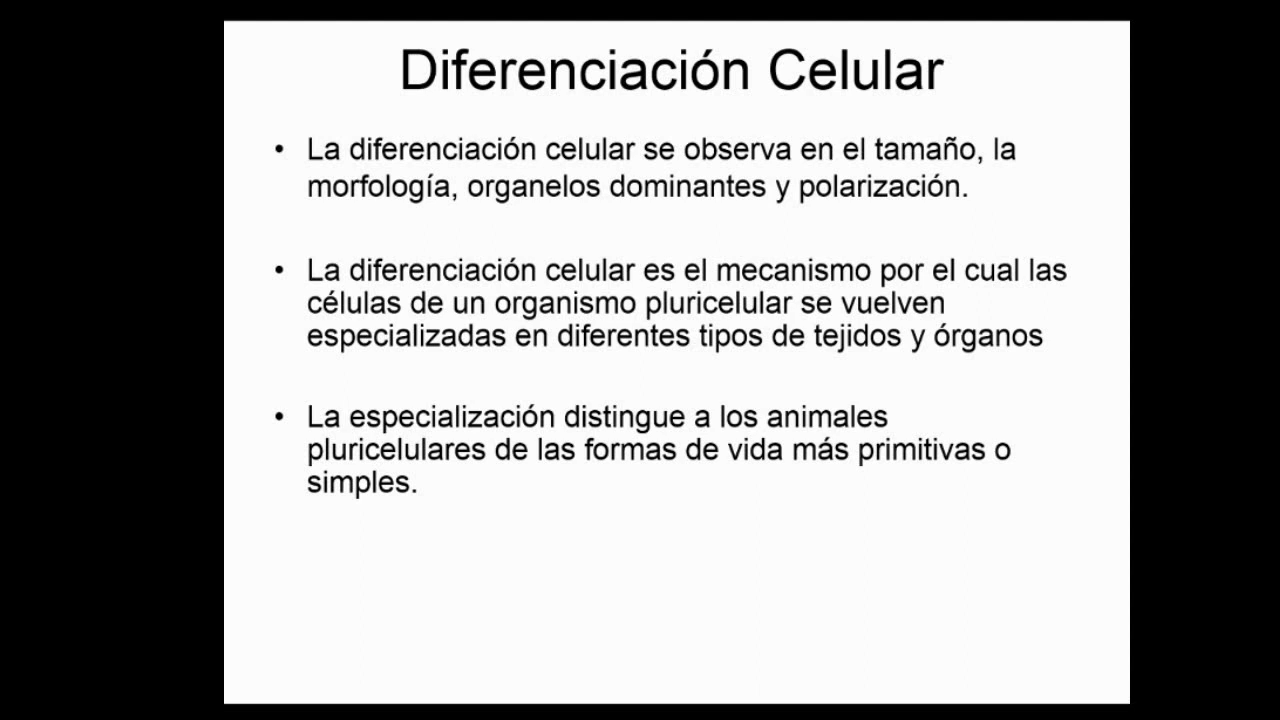 Diferenciación Celular
• La diferenciación celular se observa en el tamaño, la
morfología, organelos dominantes y polarización.
• La diferenciación celular es el mecanismo por el cual las
células de un organismo pluricelular se vuelven
especializadas en diferentes tipos de tejidos y órganos
• La especialización distingue a los animales
pluricelulares de las formas de vida más primitivas o
simples.